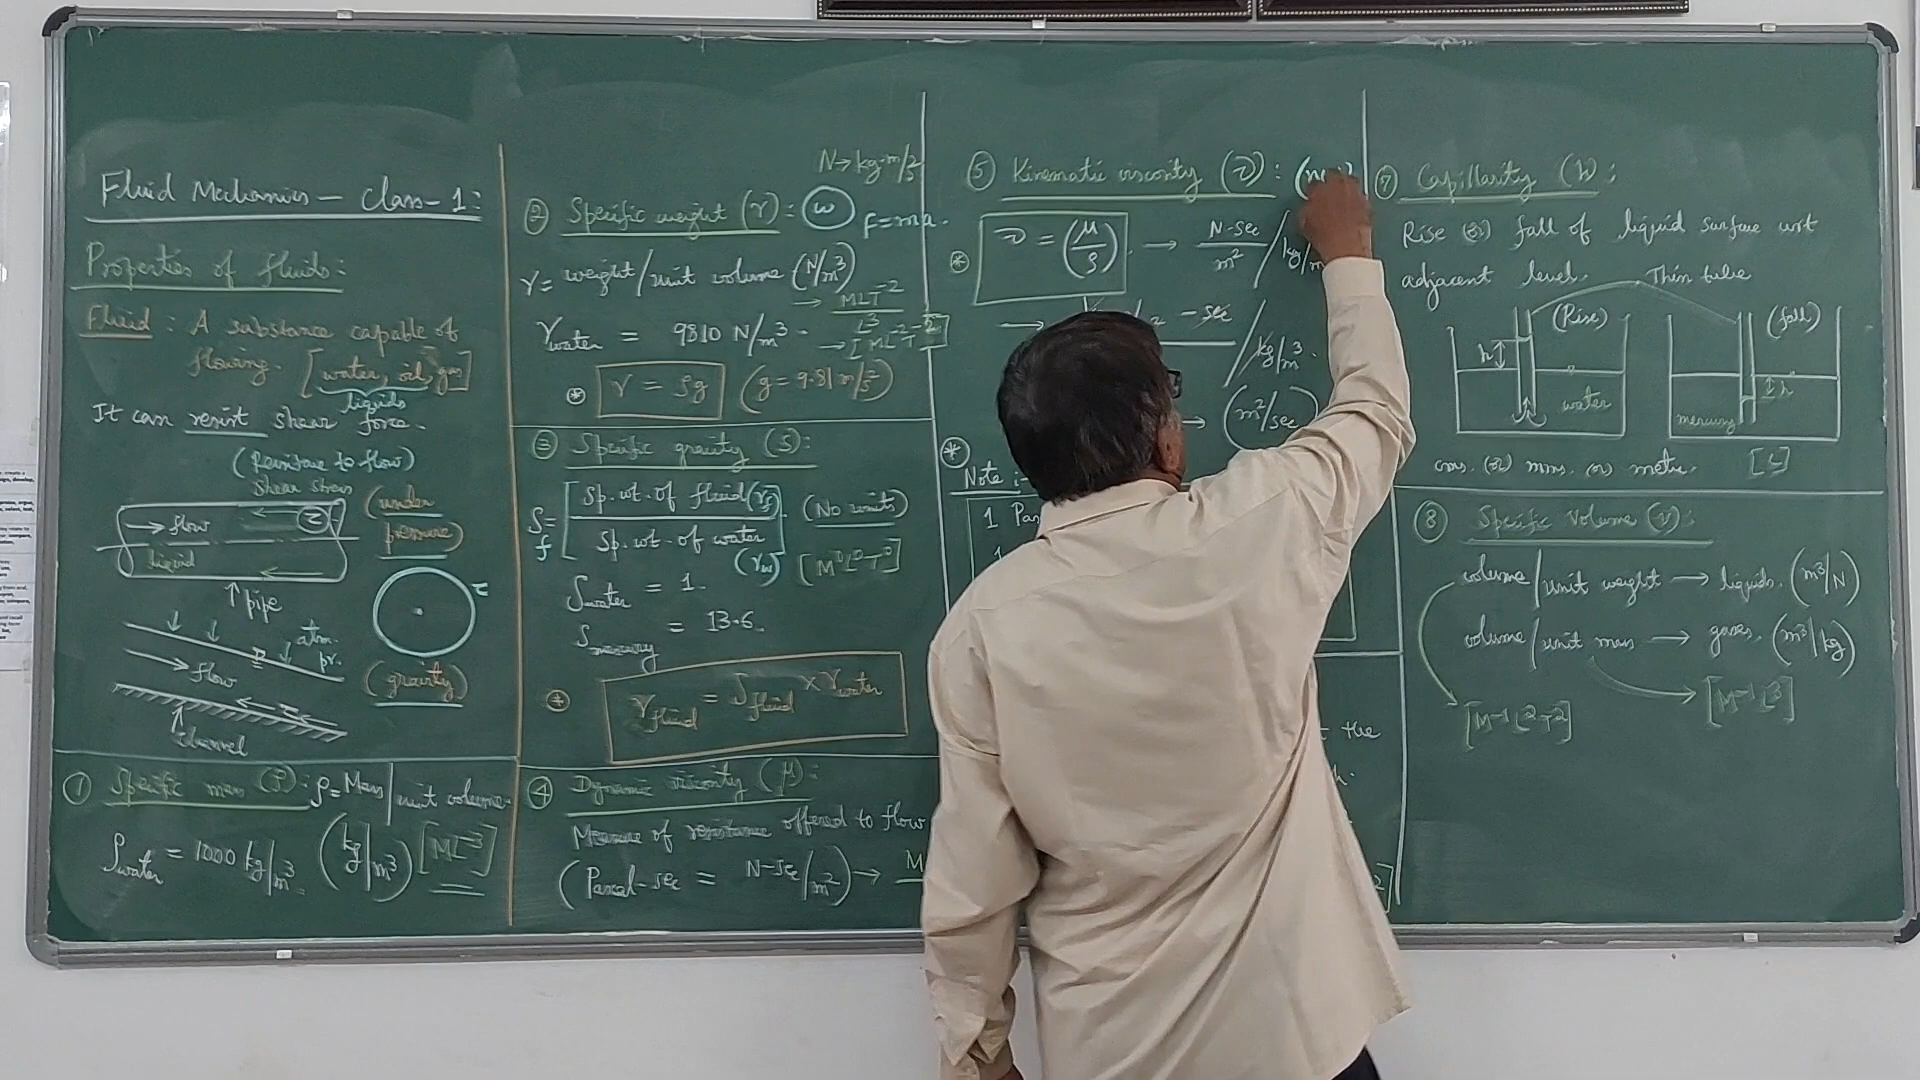 Fluid Mechanics - Class-1:
Properties of fluids:
Fluid : A substance capable of
flowing. [water, oil, gas]
liquids
It can resist shear force.
(Resistance to flow)
Shear stress
→ flow
τ
liquid
(under
pressure)
↑ pipe
τ
atm.
pr.
→ flow
τ
τ
(gravity)
channel
① Specific mass (ρ): ρ = Mass/unit volume.
ρwater = 1000 kg/m³. (kg/m³) [ML⁻³]
N → kg-m/s²
② Specific weight (γ): ω
F = ma.
γ = weight/unit volume (N/m³)
→ MLT⁻²/L³
γwater = 9810 N/m³. → [ML⁻²T⁻²]
* γ = ρg (g = 9.81 m/s²)
③ Specific gravity (S):
Sf = [Sp. wt. of fluid (γf) / Sp. wt. of water (γw)]. (No units)
[M⁰L⁰T⁰]
Swater = 1.
Smercury = 13.6.
* γfluid = Sfluid × γwater
④ Dynamic viscosity (μ):
Measure of resistance offered to flow
(Pascal-sec = N-sec/m²) → M
⑤ Kinematic viscosity (ν):
* ν = (μ/ρ). → N-sec/m² / kg/m
→ -sec / kg/m³.
→ (m²/sec)
*
Note :-
1 Pas
the
⑦ Capillarity (h):
Rise (or) fall of liquid surface wrt
adjacent level. Thin tube
(Rise)
(fall)
h
h
water
mercury
cms. (or) mms. (or) metre. [L]
⑧ Specific Volume (v):
volume/unit weight → liquids. (m³/N)
volume/unit mass → gases. (m³/kg)
[M⁻¹L³]
[M⁻¹L²T²]